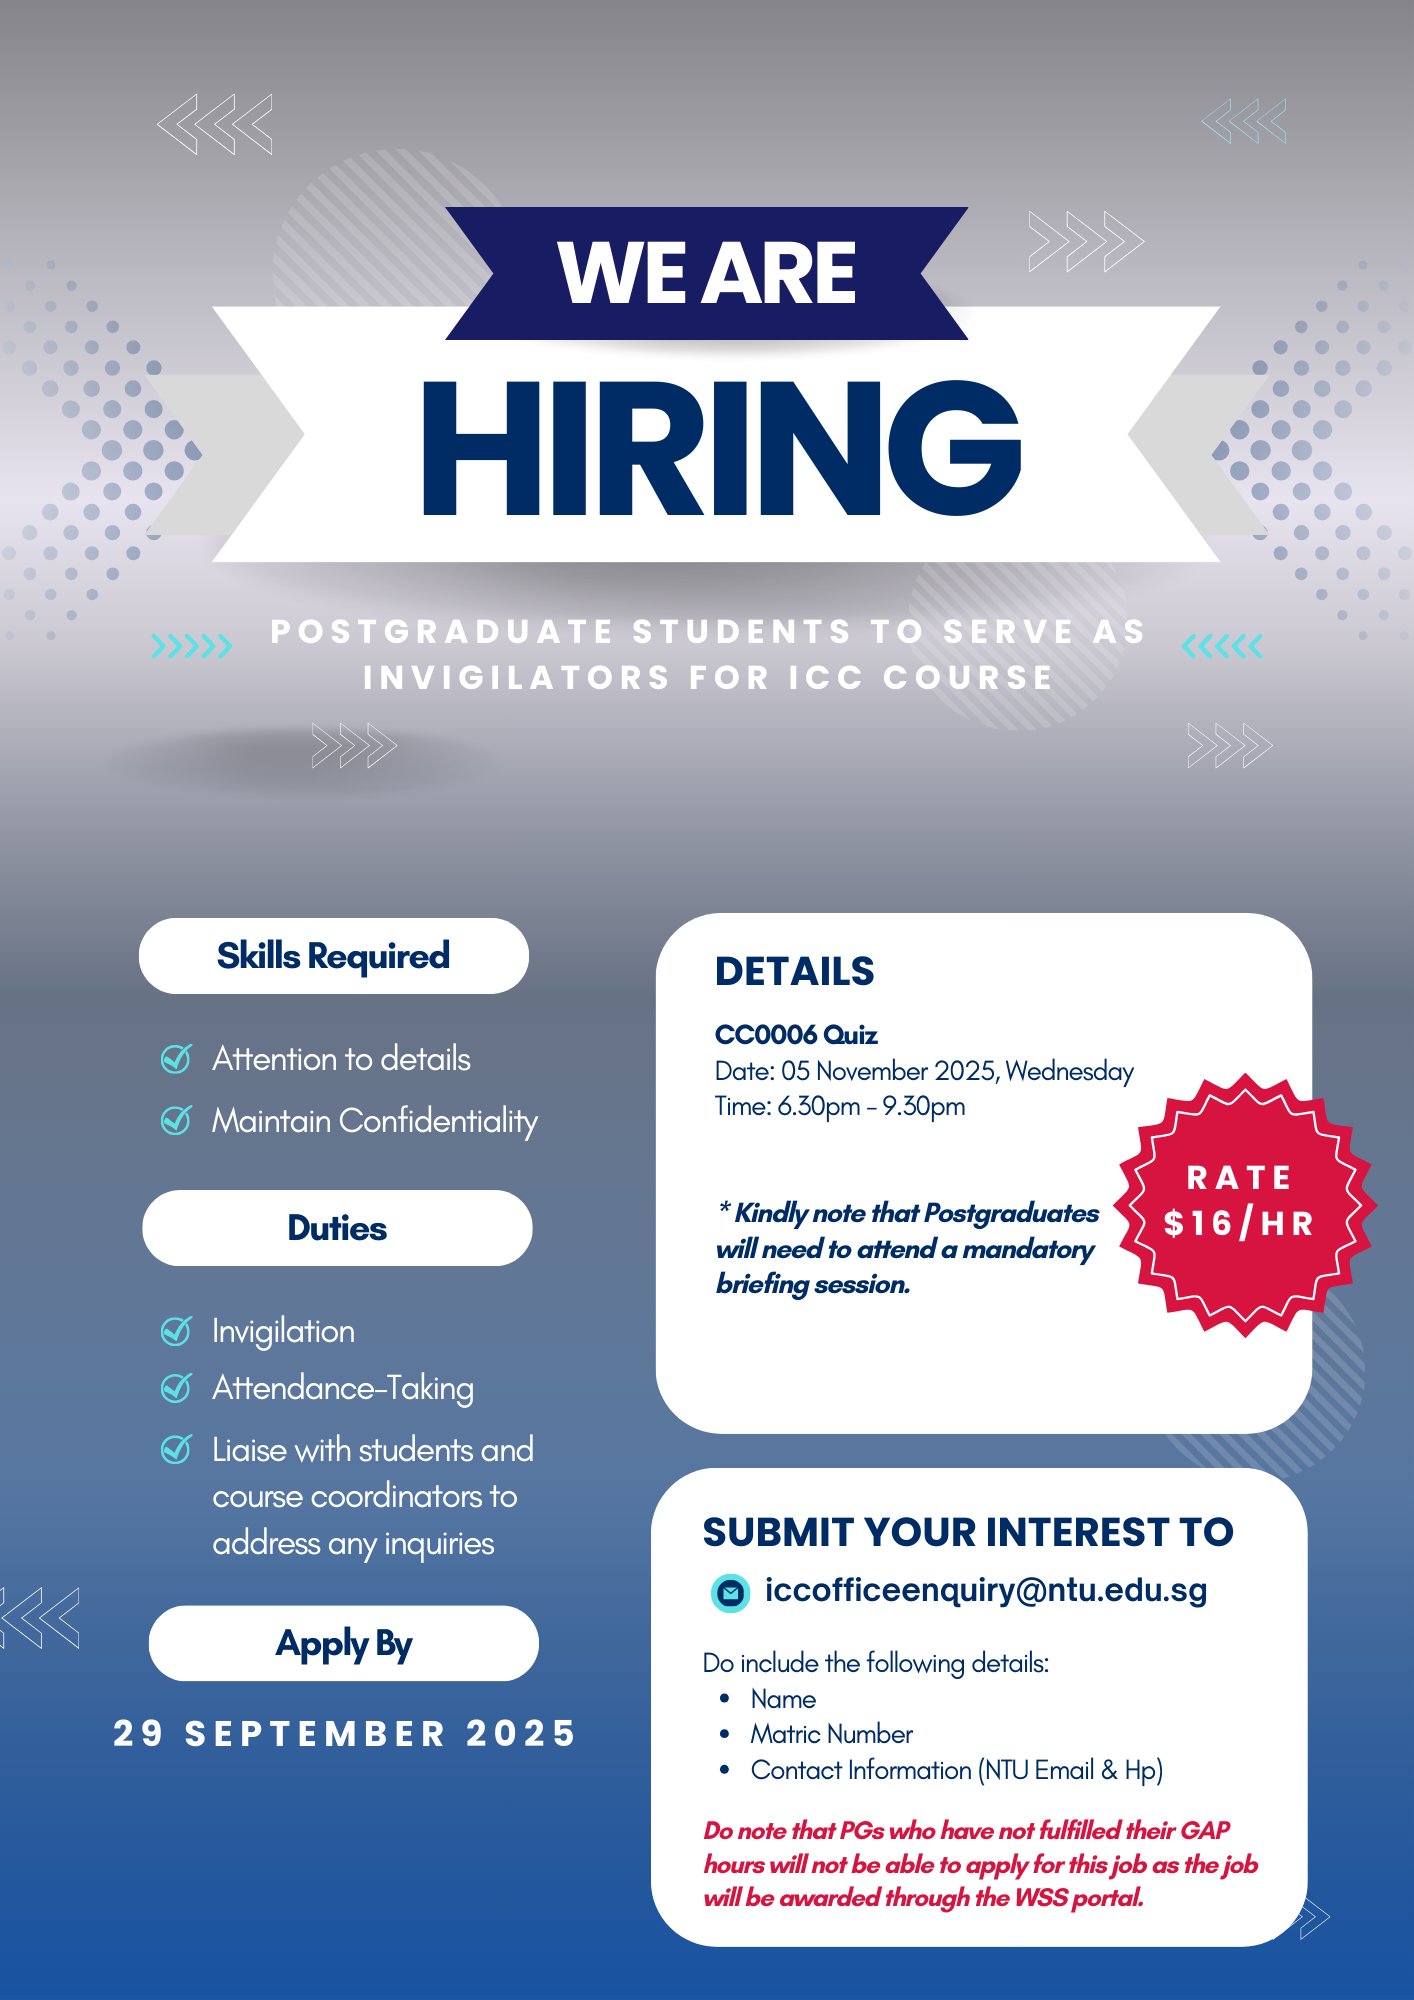 WE ARE
HIRING
POSTGRADUATE STUDENTS TO SERVE AS
INVIGILATORS FOR ICC COURSE
Skills Required
Attention to details
Maintain Confidentiality
Duties
Invigilation
Attendance-Taking
Liaise with students and
course coordinators to
address any inquiries
Apply By
29 SEPTEMBER 2025
DETAILS
CC0006 Quiz
Date: 05 November 2025, Wednesday
Time: 6.30pm - 9.30pm
* Kindly note that Postgraduates
will need to attend a mandatory
briefing session.
RATE
$16/HR
SUBMIT YOUR INTEREST TO
iccofficeenquiry@ntu.edu.sg
Do include the following details:
• Name
• Matric Number
• Contact Information (NTU Email & Hp)
Do note that PGs who have not fulfilled their GAP
hours will not be able to apply for this job as the job
will be awarded through the WSS portal.